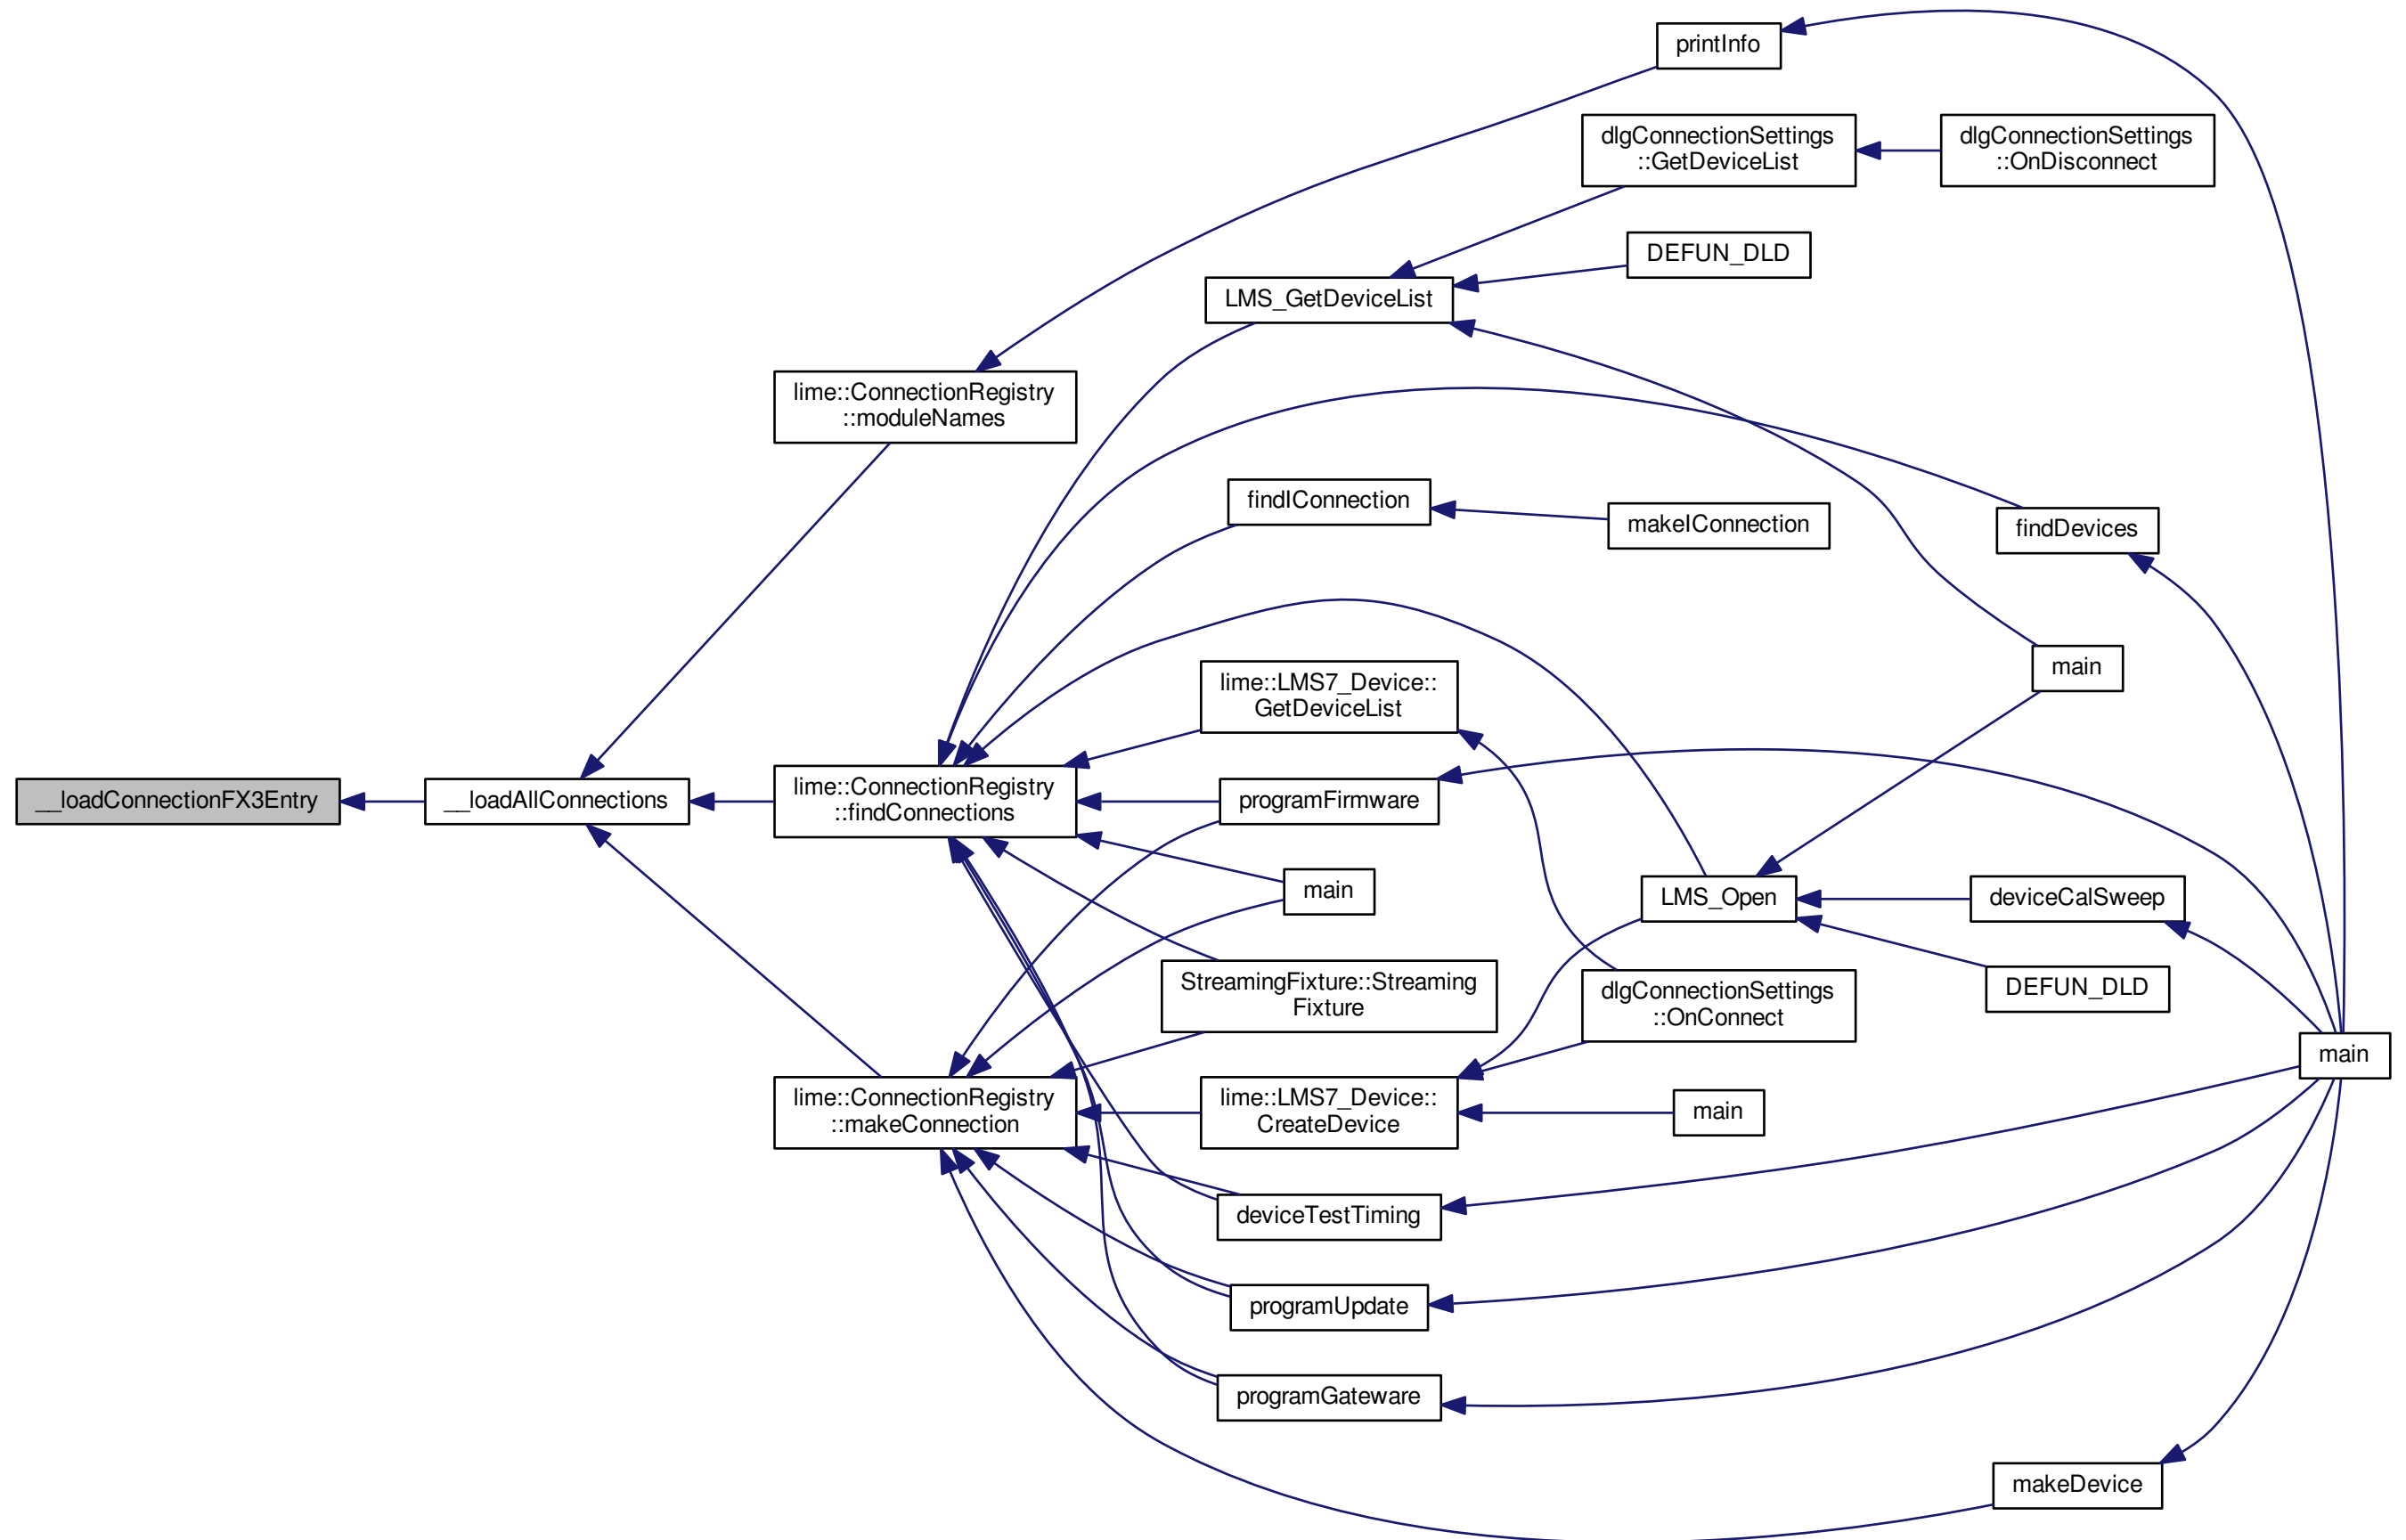 printInfo
dlgConnectionSettings
::GetDeviceList
dlgConnectionSettings
::OnDisconnect
DEFUN_DLD
LMS_GetDeviceList
lime::ConnectionRegistry
::moduleNames
findIConnection
makeIConnection
findDevices
main
lime::LMS7_Device::
GetDeviceList
__loadConnectionFX3Entry
__loadAllConnections
lime::ConnectionRegistry
::findConnections
programFirmware
main
LMS_Open
deviceCalSweep
StreamingFixture::Streaming
Fixture
dlgConnectionSettings
::OnConnect
DEFUN_DLD
main
lime::ConnectionRegistry
::makeConnection
lime::LMS7_Device::
CreateDevice
main
deviceTestTiming
programUpdate
programGateware
makeDevice